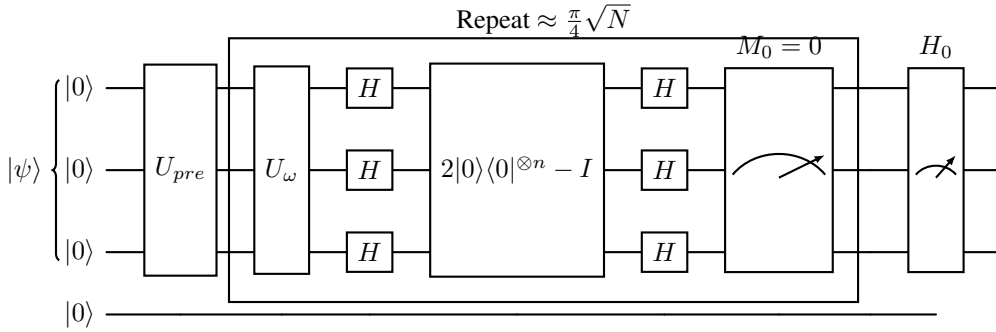 Repeat ≈ π/4 √N
M₀ = 0 H₀
|0⟩ H H
|ψ⟩ |0⟩ U_pre U_ω H 2|0⟩⟨0|^⊗n − I H
|0⟩ H H
|0⟩